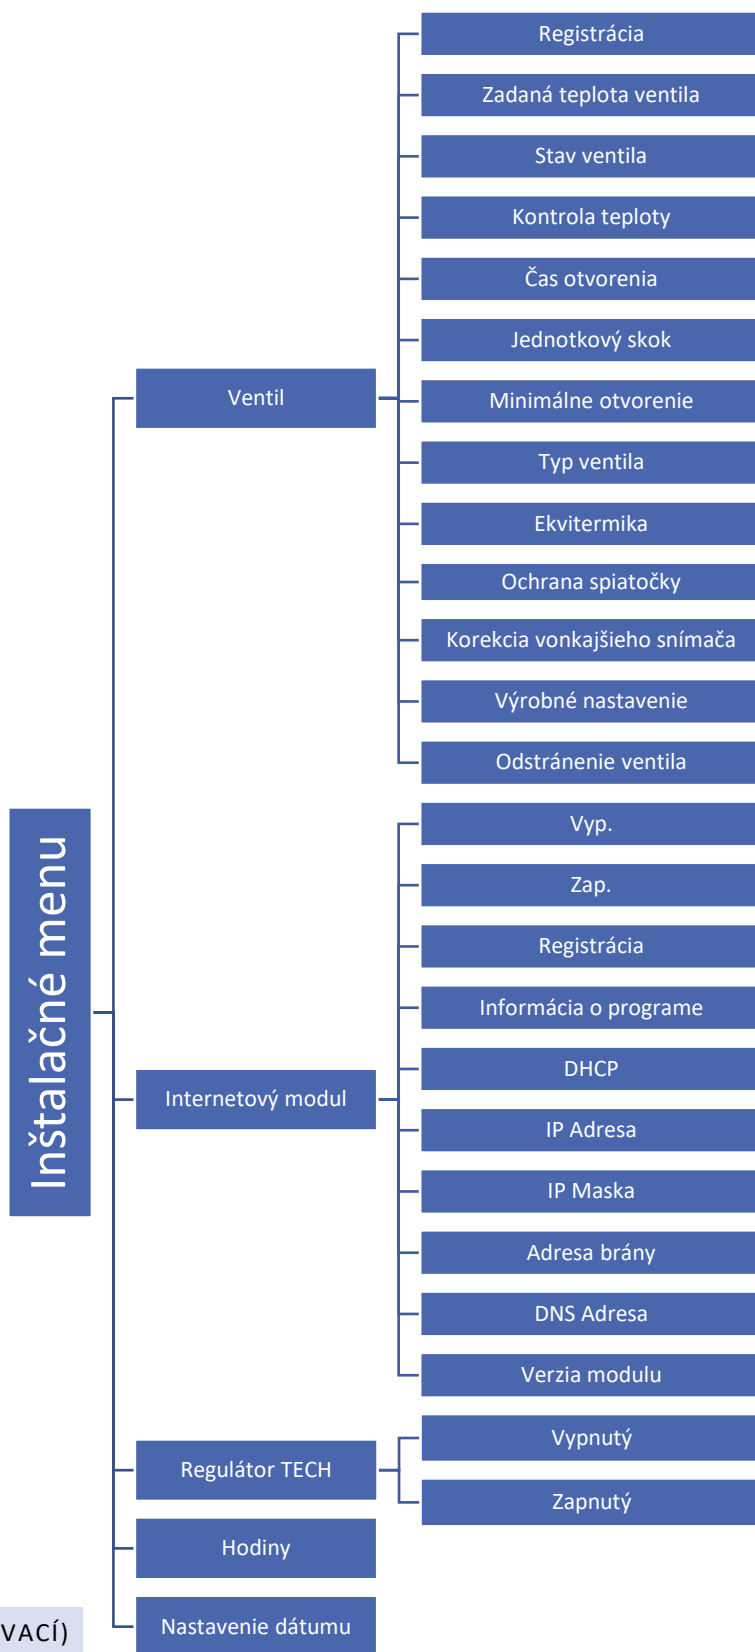 Inštalačné menu
Ventil
Registrácia
Zadaná teplota ventila
Stav ventila
Kontrola teploty
Čas otvorenia
Jednotkový skok
Minimálne otvorenie
Typ ventila
Ekvitermika
Ochrana spiatočky
Korekcia vonkajšieho snímača
Výrobné nastavenie
Odstránenie ventila
Internetový modul
Vyp.
Zap.
Registrácia
Informácia o programe
DHCP
IP Adresa
IP Maska
Adresa brány
DNS Adresa
Verzia modulu
Regulátor TECH
Vypnutý
Zapnutý
Hodiny
Nastavenie dátumu
VACÍ)